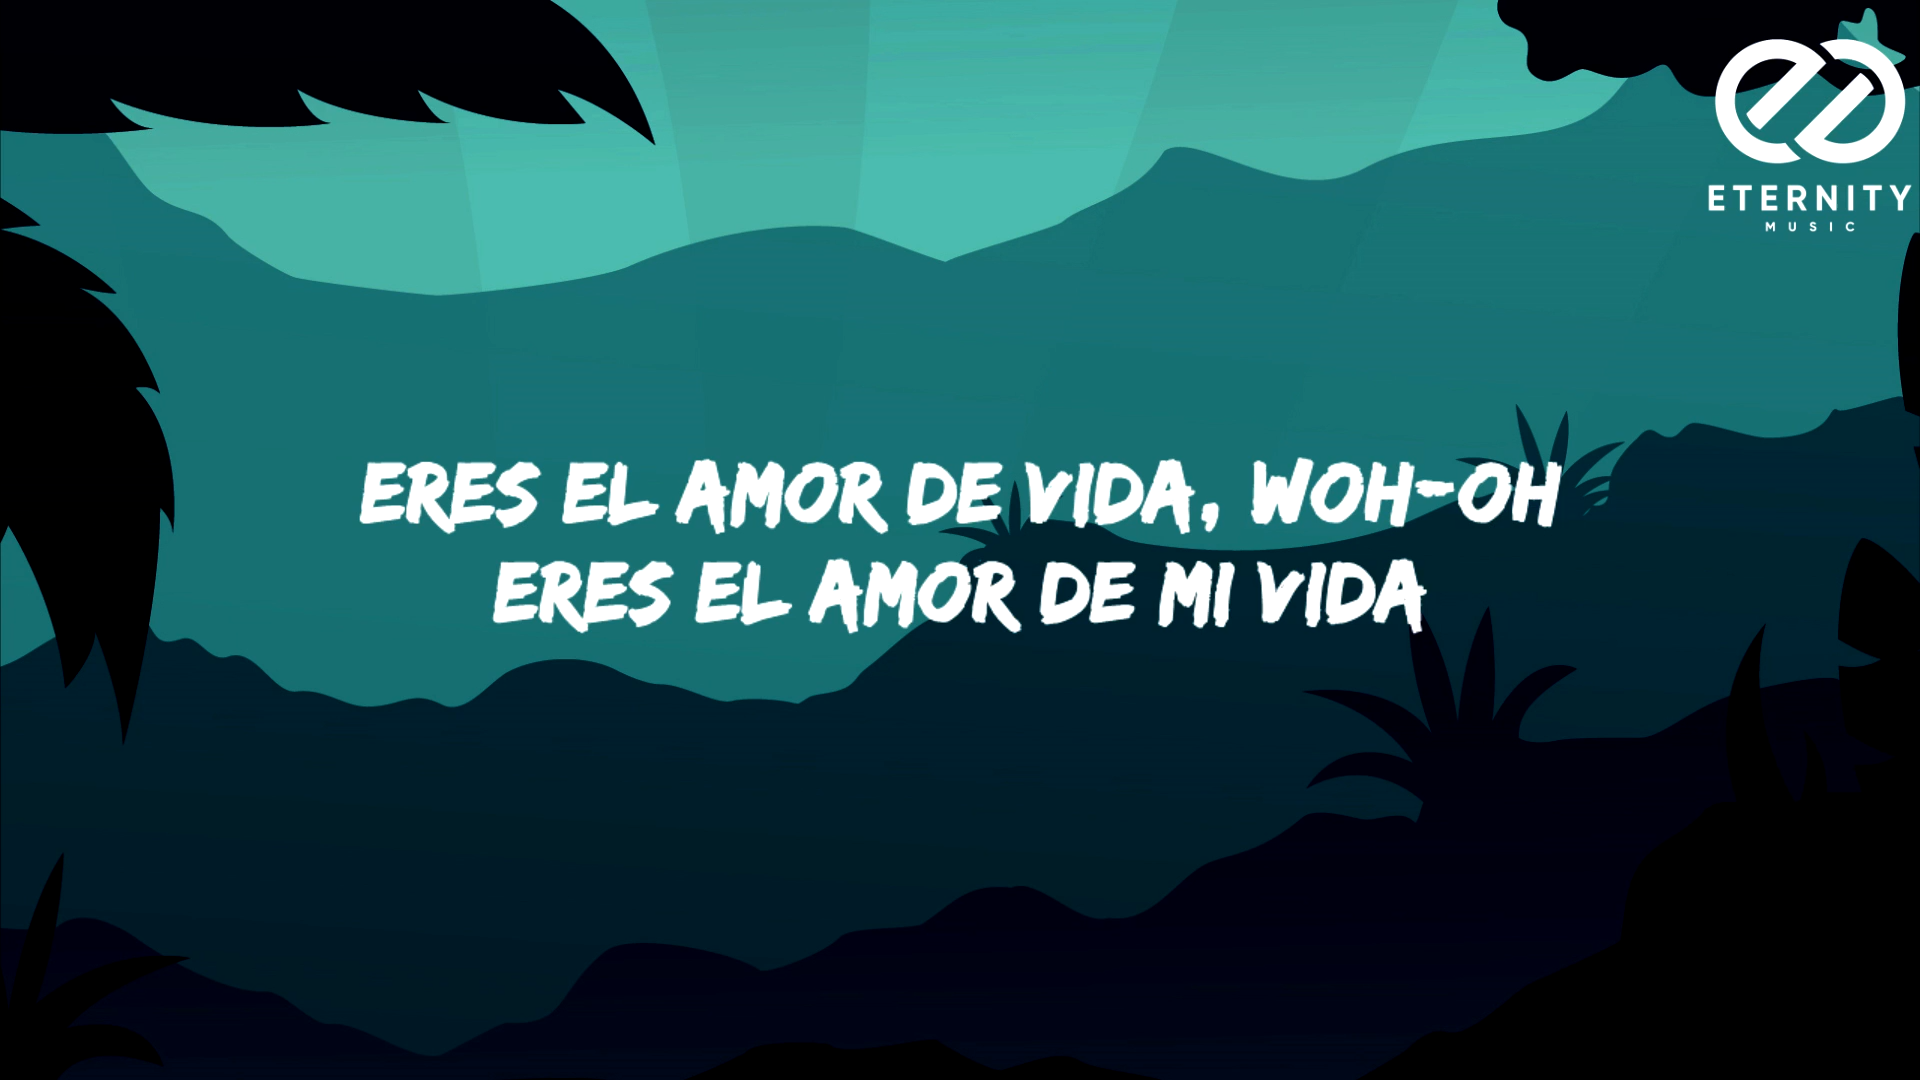 ETERNITY
MUSIC
ERES EL AMOR DE VIDA, WOH-OH
ERES EL AMOR DE MI VIDA